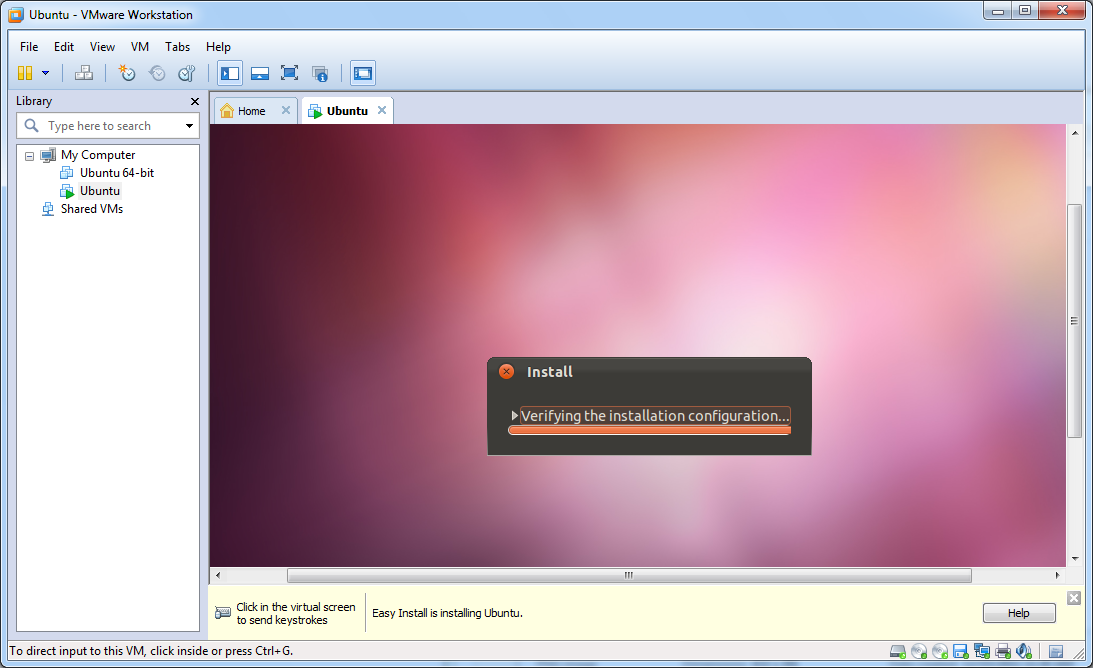 Ubuntu - VMware Workstation
File Edit View VM Tabs Help
Library
Type here to search
My Computer
Ubuntu 64-bit
Ubuntu
Shared VMs
Home
Ubuntu
Install
Verifying the installation configuration...
Click in the virtual screen
to send keystrokes
Easy Install is installing Ubuntu.
Help
To direct input to this VM, click inside or press Ctrl+G.